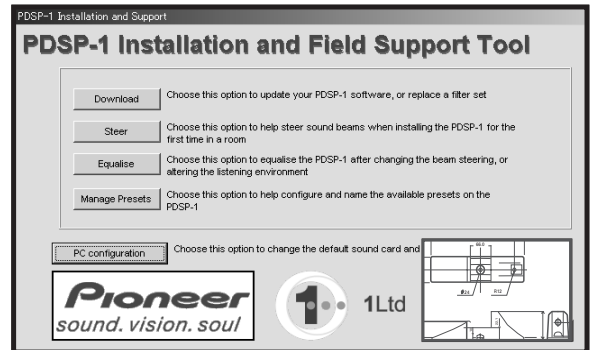 PDSP-1 Installation and Support
PDSP-1 Installation and Field Support Tool
Download
Choose this option to update your PDSP-1 software, or replace a filter set
Steer
Choose this option to help steer sound beams when installing the PDSP-1 for the
first time in a room
Equalise
Choose this option to equalise the PDSP-1 after changing the beam steering, or
altering the listening environment
Manage Presets
Choose this option to help configure and name the available presets on the
PDSP-1
PC configuration
Choose this option to change the default sound card and
Pioneer
sound. vision. soul
1
1Ltd
R12